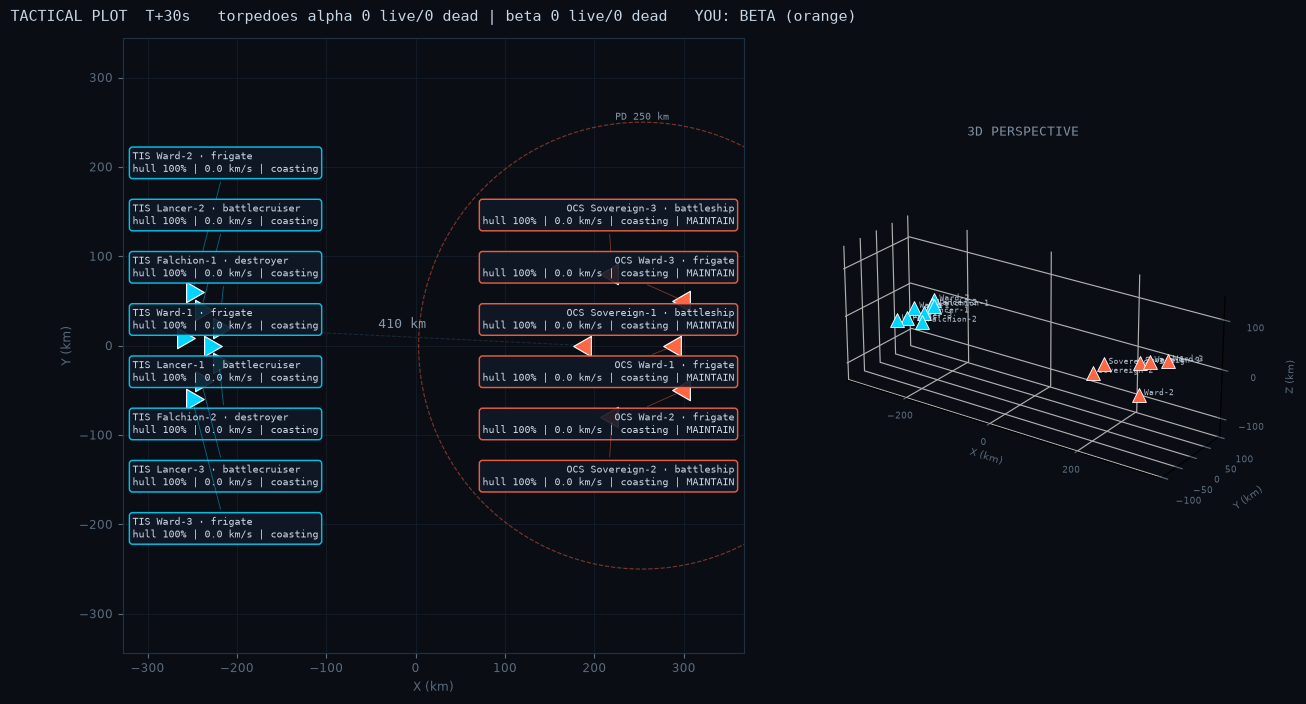 TACTICAL PLOT  T+30s   torpedoes alpha 0 live/0 dead | beta 0 live/0 dead   YOU: BETA (orange)
PD 250 km
TIS Ward-2 · frigate
hull 100% | 0.0 km/s | coasting
TIS Lancer-2 · battlecruiser
hull 100% | 0.0 km/s | coasting
TIS Falchion-1 · destroyer
hull 100% | 0.0 km/s | coasting
TIS Ward-1 · frigate
hull 100% | 0.0 km/s | coasting
TIS Lancer-1 · battlecruiser
hull 100% | 0.0 km/s | coasting
TIS Falchion-2 · destroyer
hull 100% | 0.0 km/s | coasting
TIS Lancer-3 · battlecruiser
hull 100% | 0.0 km/s | coasting
TIS Ward-3 · frigate
hull 100% | 0.0 km/s | coasting
410 km
OCS Sovereign-3 · battleship
hull 100% | 0.0 km/s | coasting | MAINTAIN
OCS Ward-3 · frigate
hull 100% | 0.0 km/s | coasting | MAINTAIN
OCS Sovereign-1 · battleship
hull 100% | 0.0 km/s | coasting | MAINTAIN
OCS Ward-1 · frigate
hull 100% | 0.0 km/s | coasting | MAINTAIN
OCS Ward-2 · frigate
hull 100% | 0.0 km/s | coasting | MAINTAIN
OCS Sovereign-2 · battleship
hull 100% | 0.0 km/s | coasting | MAINTAIN
300
200
100
0
−100
−200
−300
Y (km)
−300
−200
−100
0
100
200
300
X (km)
3D PERSPECTIVE
Ward-2
−200
0
200
X (km)
−100
−50
0
50
100
Y (km)
100
0
−100
Z (km)